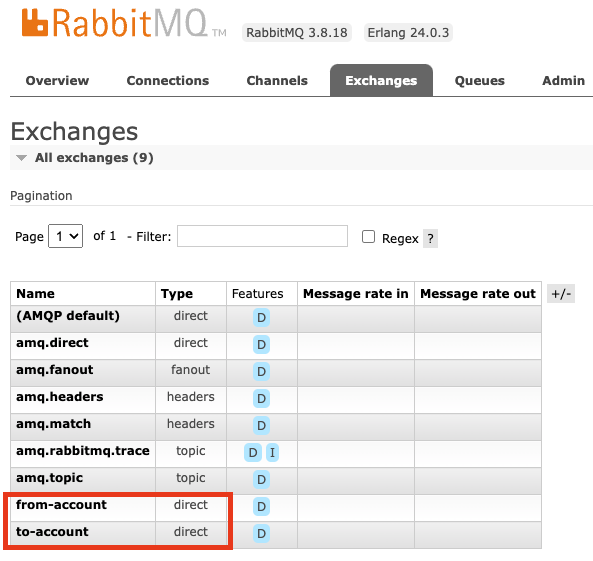 RabbitMQ TM RabbitMQ 3.8.18 Erlang 24.0.3
Overview Connections Channels Exchanges Queues Admin
Exchanges
All exchanges (9)
Pagination
Page 1 of 1 - Filter: Regex ?
Name Type Features Message rate in Message rate out +/-
(AMQP default) direct D
amq.direct direct D
amq.fanout fanout D
amq.headers headers D
amq.match headers D
amq.rabbitmq.trace topic D I
amq.topic topic D
from-account direct D
to-account direct D